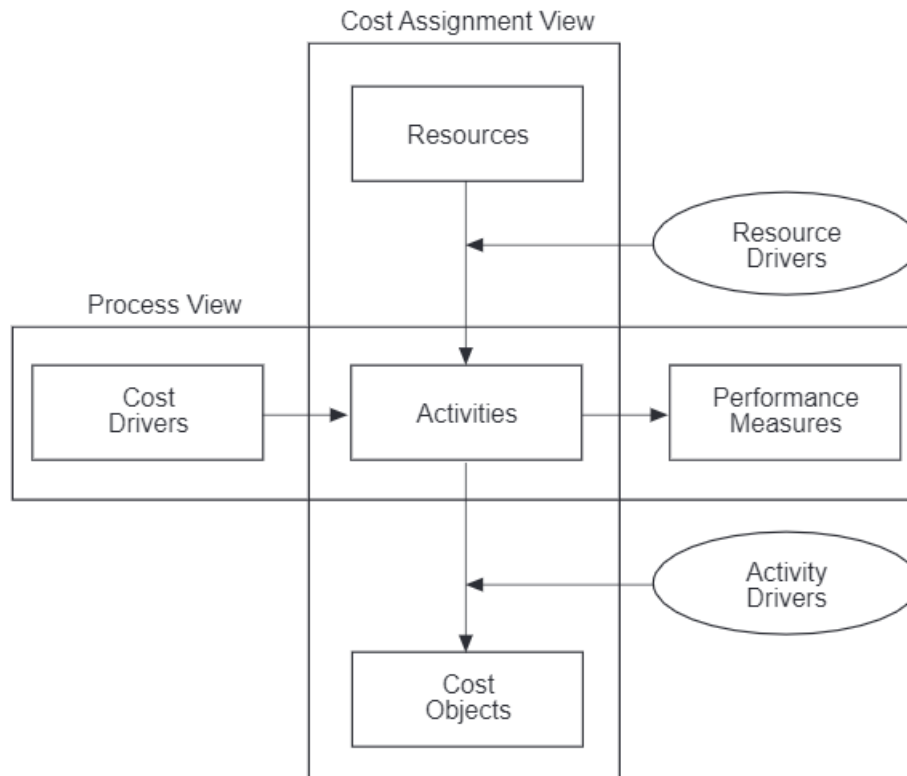 Cost Assignment View
Resources
Resource
Drivers
Process View
Cost
Drivers
Activities
Performance
Measures
Activity
Drivers
Cost
Objects